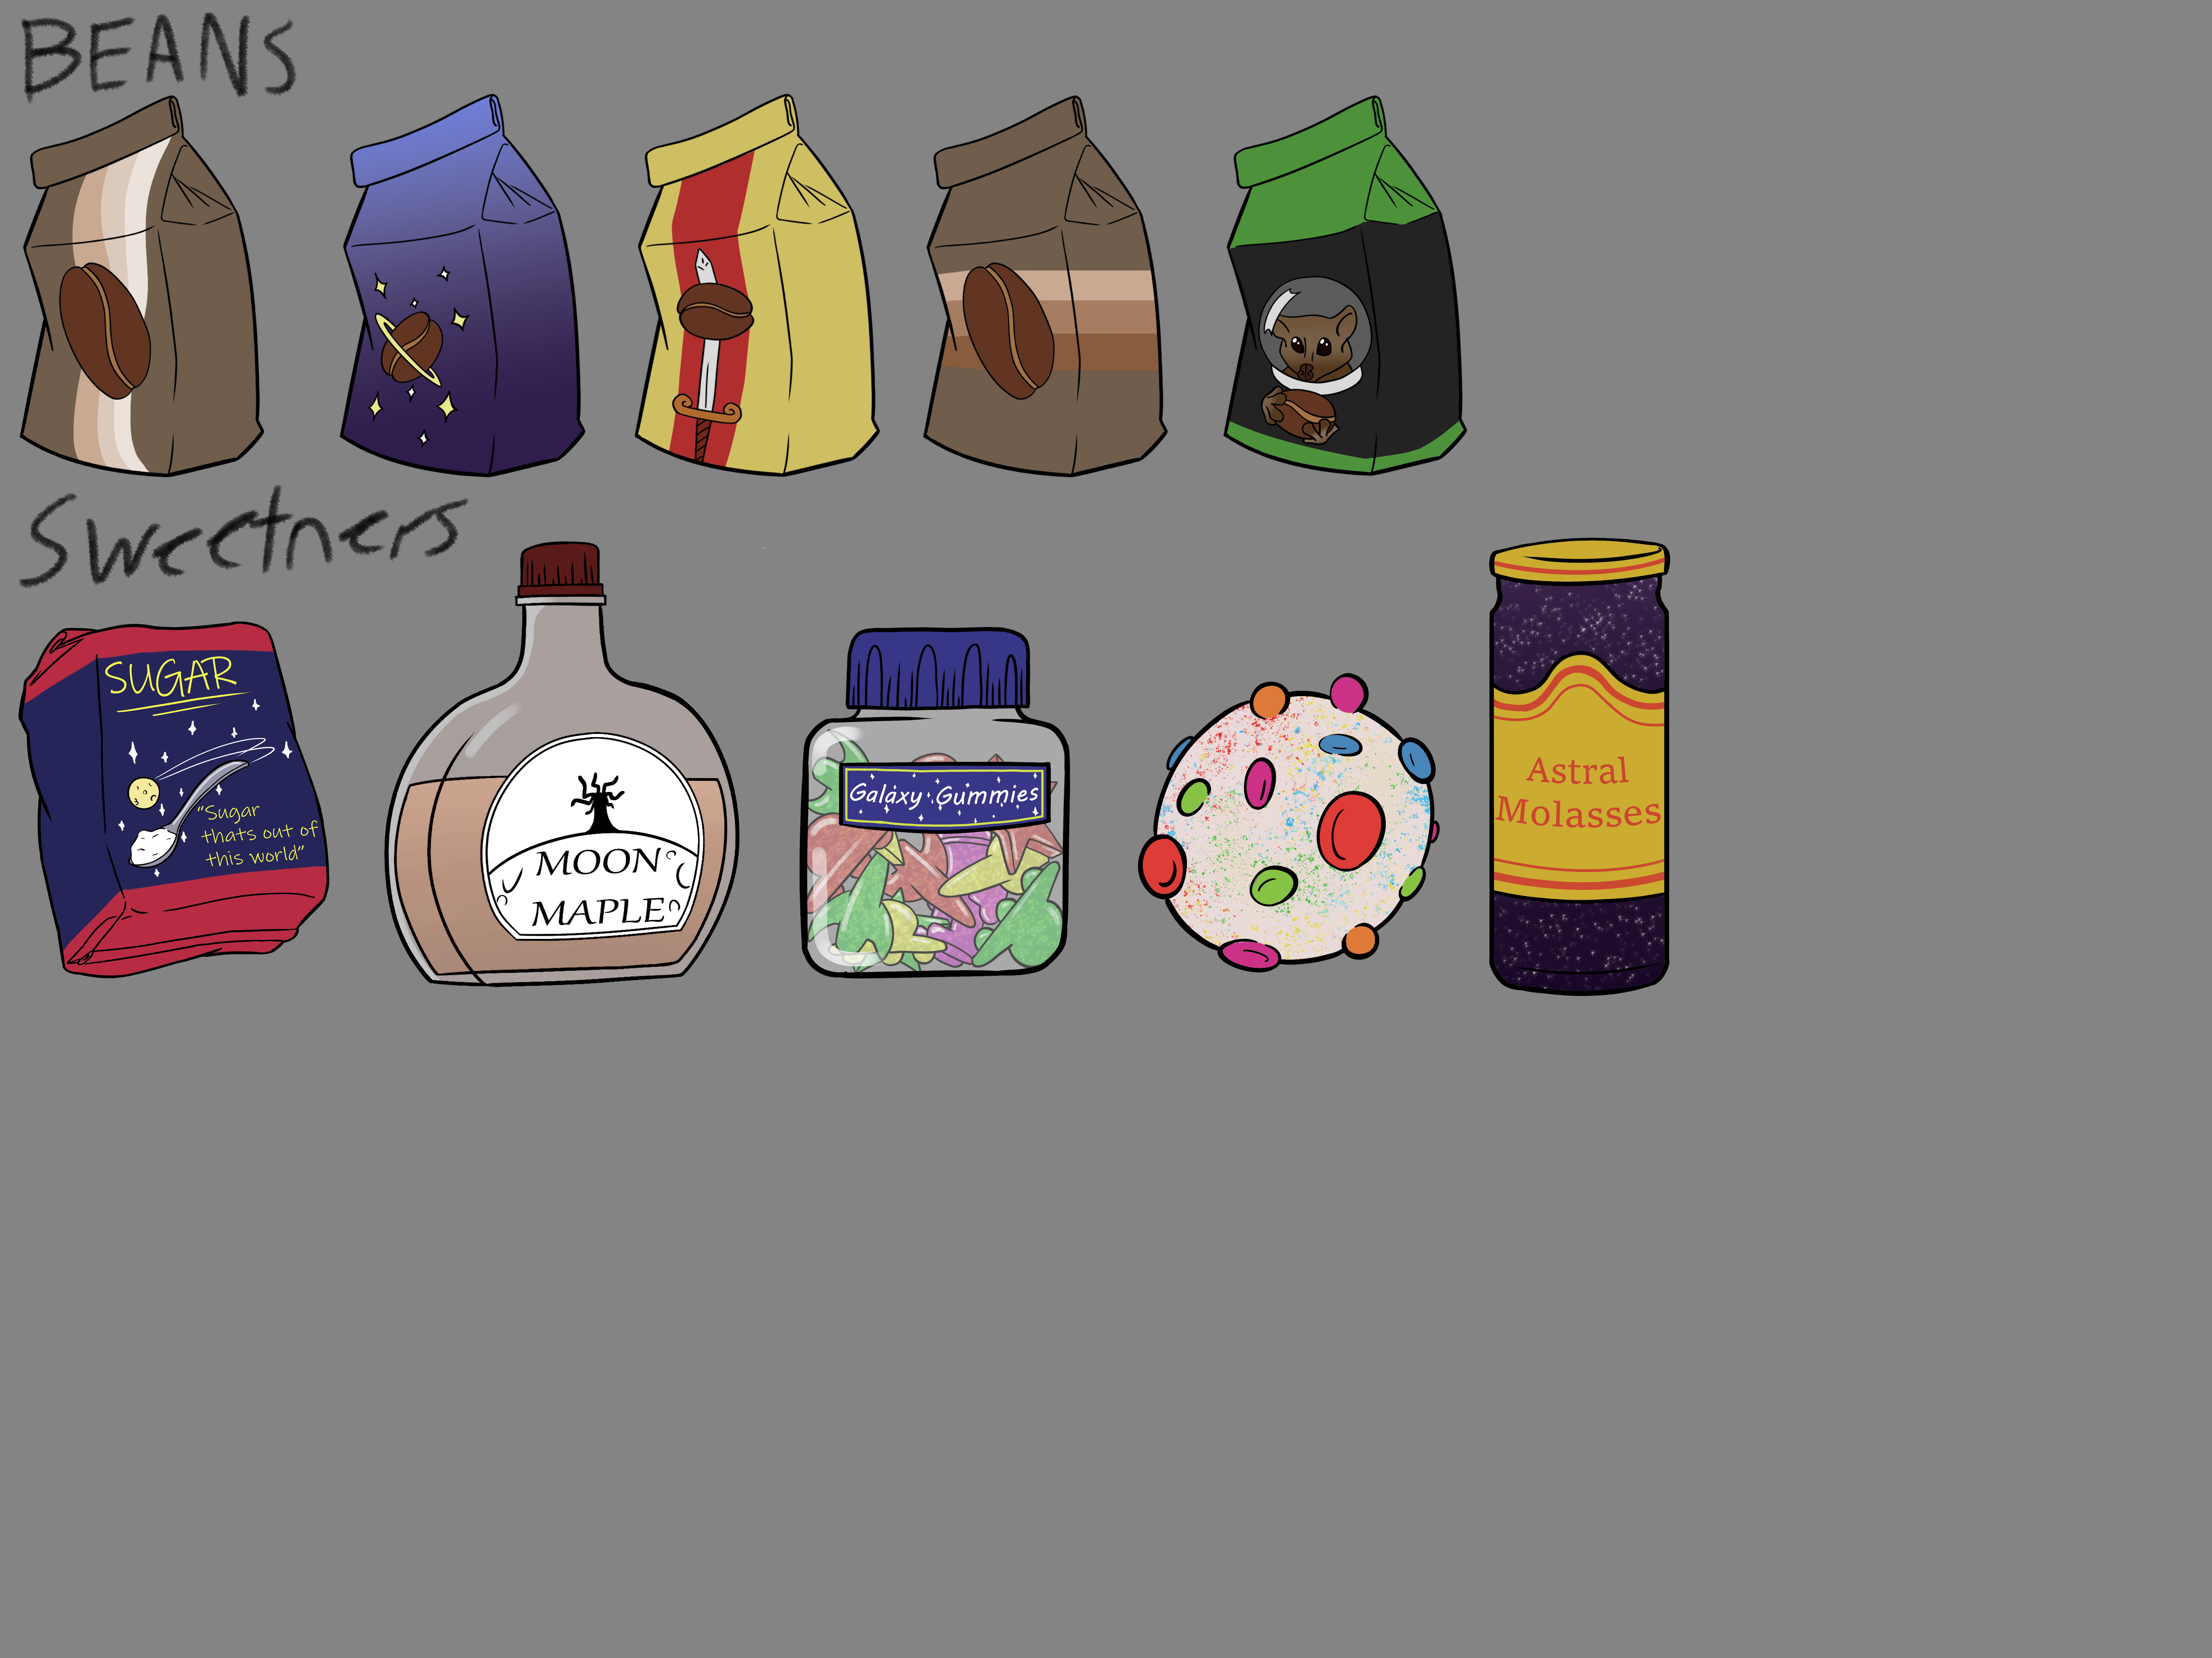 BEANS
Sweetners
SUGAR
"Sugar
thats out of
this world"
MOON
MAPLE
Galaxy Gummies
Astral
Molasses